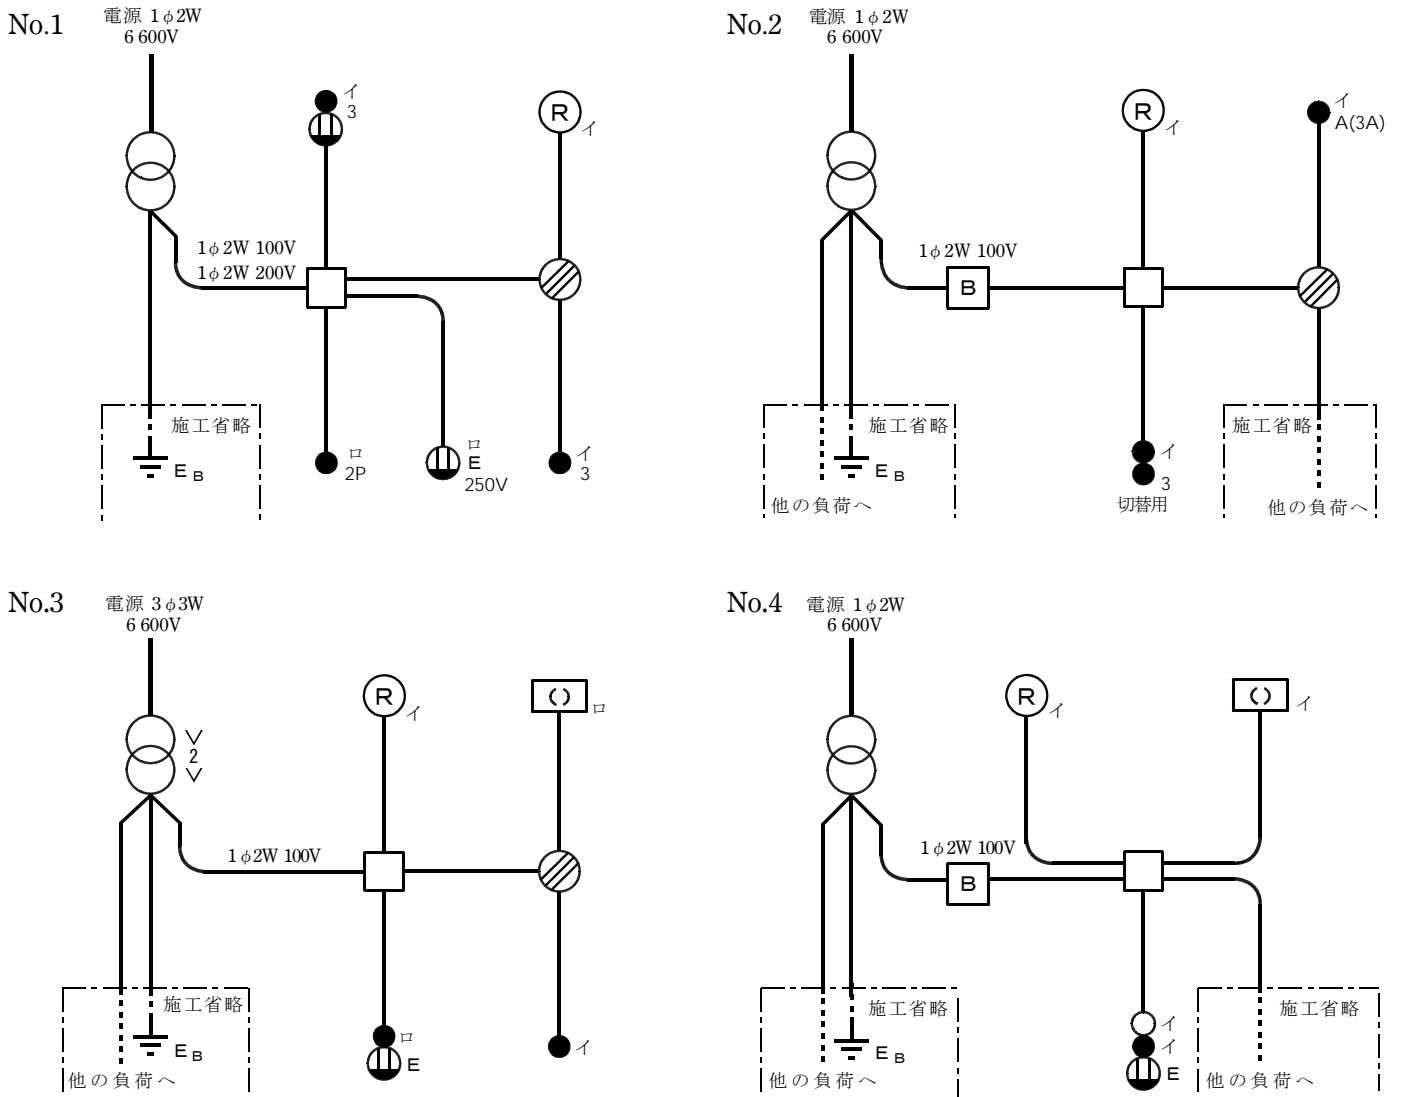 No.1
電源 1φ2W
6 600V
イ
3
R
イ
1φ2W 100V
1φ2W 200V
施工省略
EB
ロ
2P
ロ
E
250V
イ
3
No.2
電源 1φ2W
6 600V
R
イ
イ
A(3A)
1φ2W 100V
B
施工省略
EB
他の負荷へ
イ
3
切替用
施工省略
他の負荷へ
No.3
電源 3φ3W
6 600V
V
2
V
R
イ
( )
ロ
1φ2W 100V
施工省略
EB
他の負荷へ
ロ
E
イ
No.4
電源 1φ2W
6 600V
R
イ
( )
イ
1φ2W 100V
B
施工省略
EB
他の負荷へ
イ
イ
E
施工省略
他の負荷へ